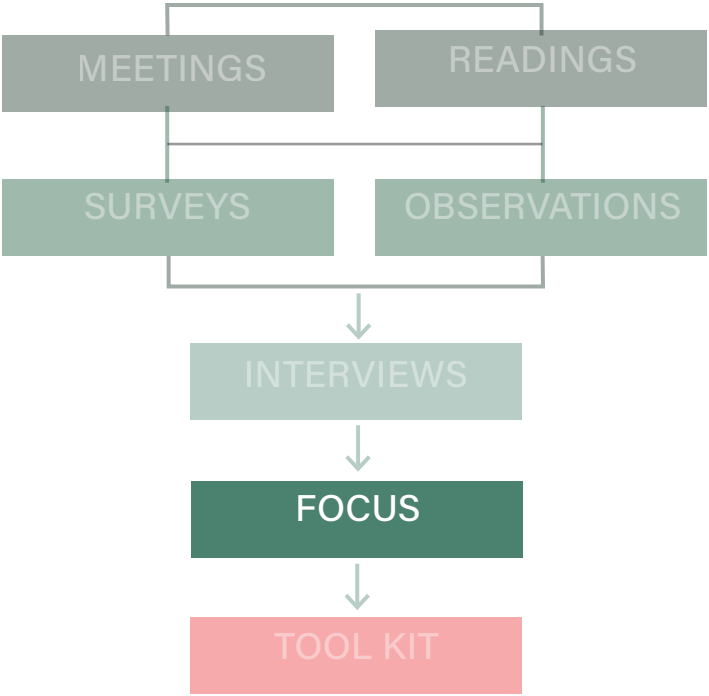 MEETINGS
READINGS
SURVEYS
OBSERVATIONS
INTERVIEWS
FOCUS
TOOL KIT